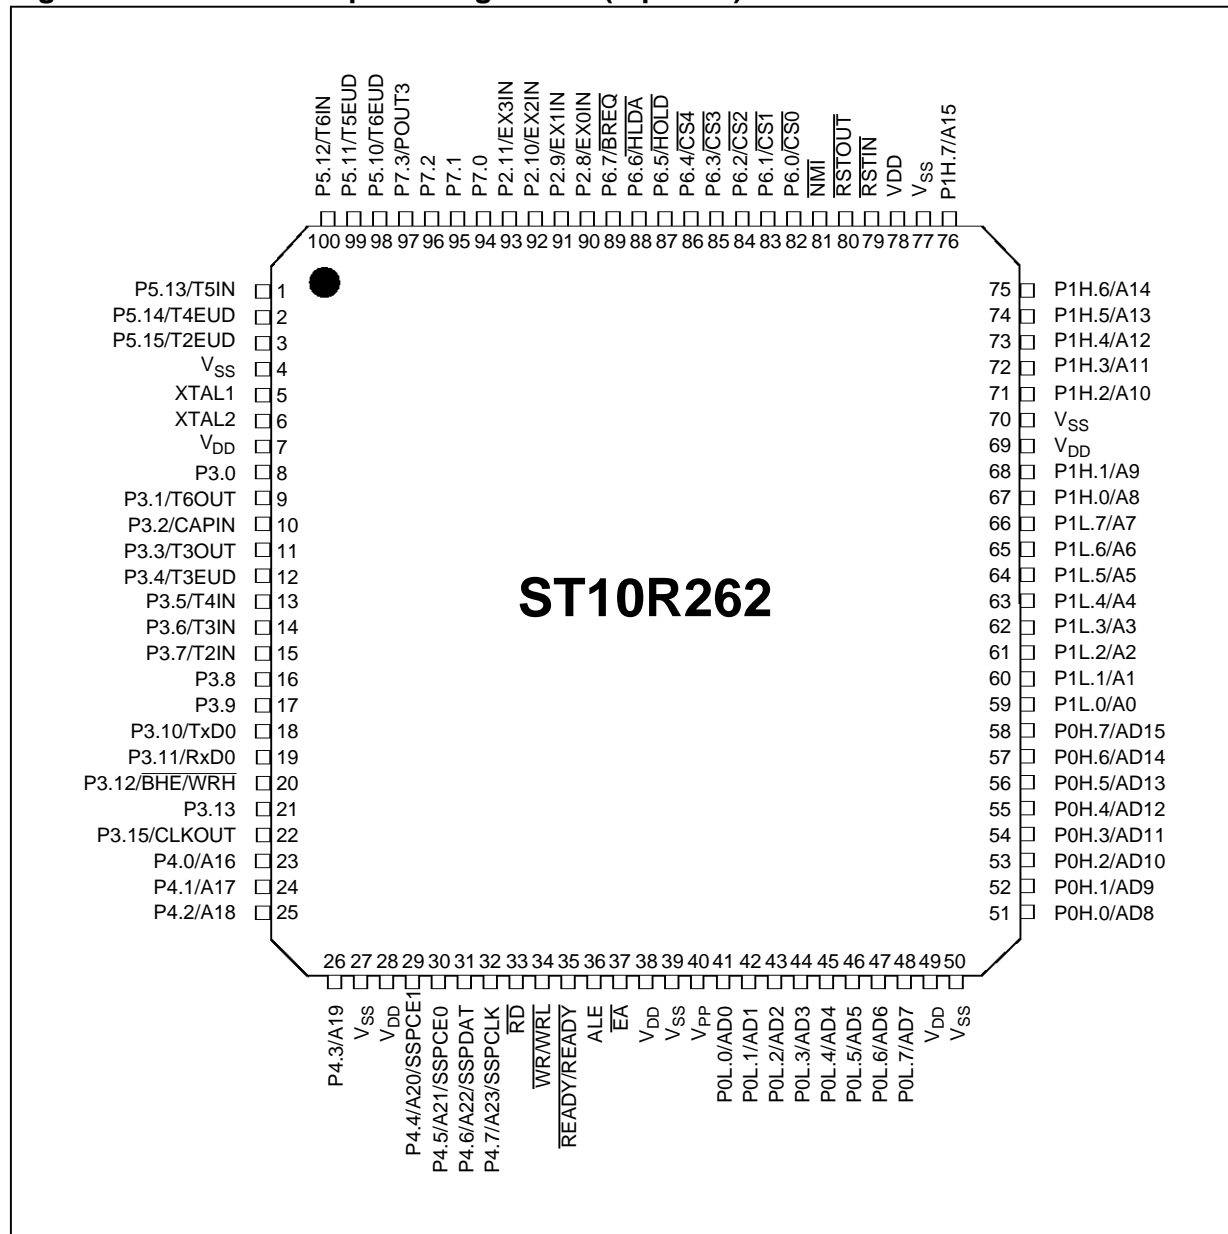 P5.12/T6IN
P5.11/T5EUD
P5.10/T6EUD
P7.3/POUT3
P7.2
P7.1
P7.0
P2.11/EX3IN
P2.10/EX2IN
P2.9/EX1IN
P2.8/EX0IN
P6.7/BREQ
P6.6/HLDA
P6.5/HOLD
P6.4/CS4
P6.3/CS3
P6.2/CS2
P6.1/CS1
P6.0/CS0
NMI
RSTOUT
RSTIN
VDD
VSS
P1H.7/A15
100 99 98 97 96 95 94 93 92 91 90 89 88 87 86 85 84 83 82 81 80 79 78 77 76
P5.13/T5IN 1
P5.14/T4EUD 2
P5.15/T2EUD 3
VSS 4
XTAL1 5
XTAL2 6
VDD 7
P3.0 8
P3.1/T6OUT 9
P3.2/CAPIN 10
P3.3/T3OUT 11
P3.4/T3EUD 12
P3.5/T4IN 13
P3.6/T3IN 14
P3.7/T2IN 15
P3.8 16
P3.9 17
P3.10/TxD0 18
P3.11/RxD0 19
P3.12/BHE/WRH 20
P3.13 21
P3.15/CLKOUT 22
P4.0/A16 23
P4.1/A17 24
P4.2/A18 25
ST10R262
75 P1H.6/A14
74 P1H.5/A13
73 P1H.4/A12
72 P1H.3/A11
71 P1H.2/A10
70 VSS
69 VDD
68 P1H.1/A9
67 P1H.0/A8
66 P1L.7/A7
65 P1L.6/A6
64 P1L.5/A5
63 P1L.4/A4
62 P1L.3/A3
61 P1L.2/A2
60 P1L.1/A1
59 P1L.0/A0
58 P0H.7/AD15
57 P0H.6/AD14
56 P0H.5/AD13
55 P0H.4/AD12
54 P0H.3/AD11
53 P0H.2/AD10
52 P0H.1/AD9
51 P0H.0/AD8
26 27 28 29 30 31 32 33 34 35 36 37 38 39 40 41 42 43 44 45 46 47 48 49 50
P4.3/A19
VSS
VDD
P4.4/A20/SSPCE1
P4.5/A21/SSPCE0
P4.6/A22/SSPDAT
P4.7/A23/SSPCLK
RD
WR/WRL
READY/READY
ALE
EA
VDD
VSS
VPP
P0L.0/AD0
P0L.1/AD1
P0L.2/AD2
P0L.3/AD3
P0L.4/AD4
P0L.5/AD5
P0L.6/AD6
P0L.7/AD7
VDD
VSS